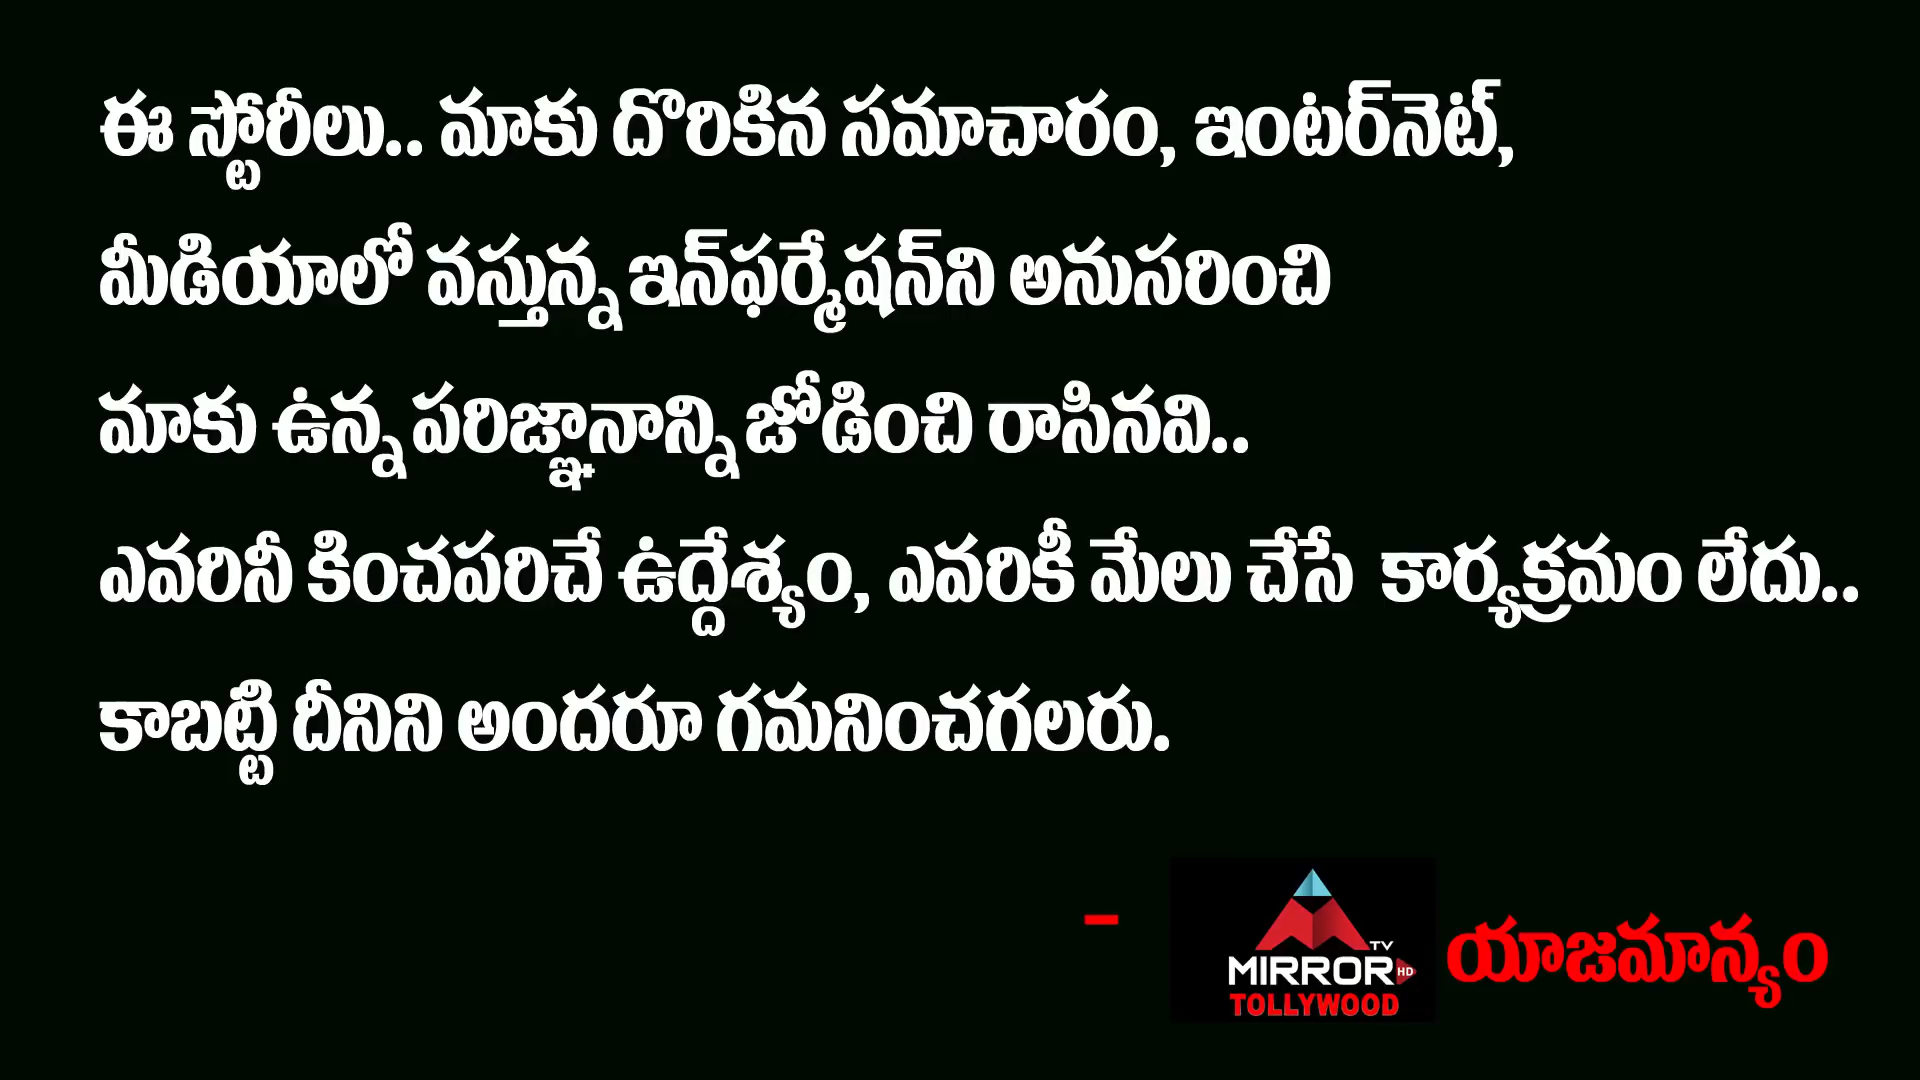 ఈ స్టోరీలు.. మాకు దొరికిన సమాచారం, ఇంటర్‌నెట్,
మీడియాలో వస్తున్న ఇన్‌ఫర్మేషన్‌ని అనుసరించి
మాకు ఉన్న పరిజ్ఞానాన్ని జోడించి రాసినవి..
ఎవరినీ కించపరిచే ఉద్దేశ్యం, ఎవరికీ మేలు చేసే కార్యక్రమం లేదు..
కాబట్టి దీనిని అందరూ గమనించగలరు.
- యాజమాన్యం
TV
MIRROR HD
TOLLYWOOD